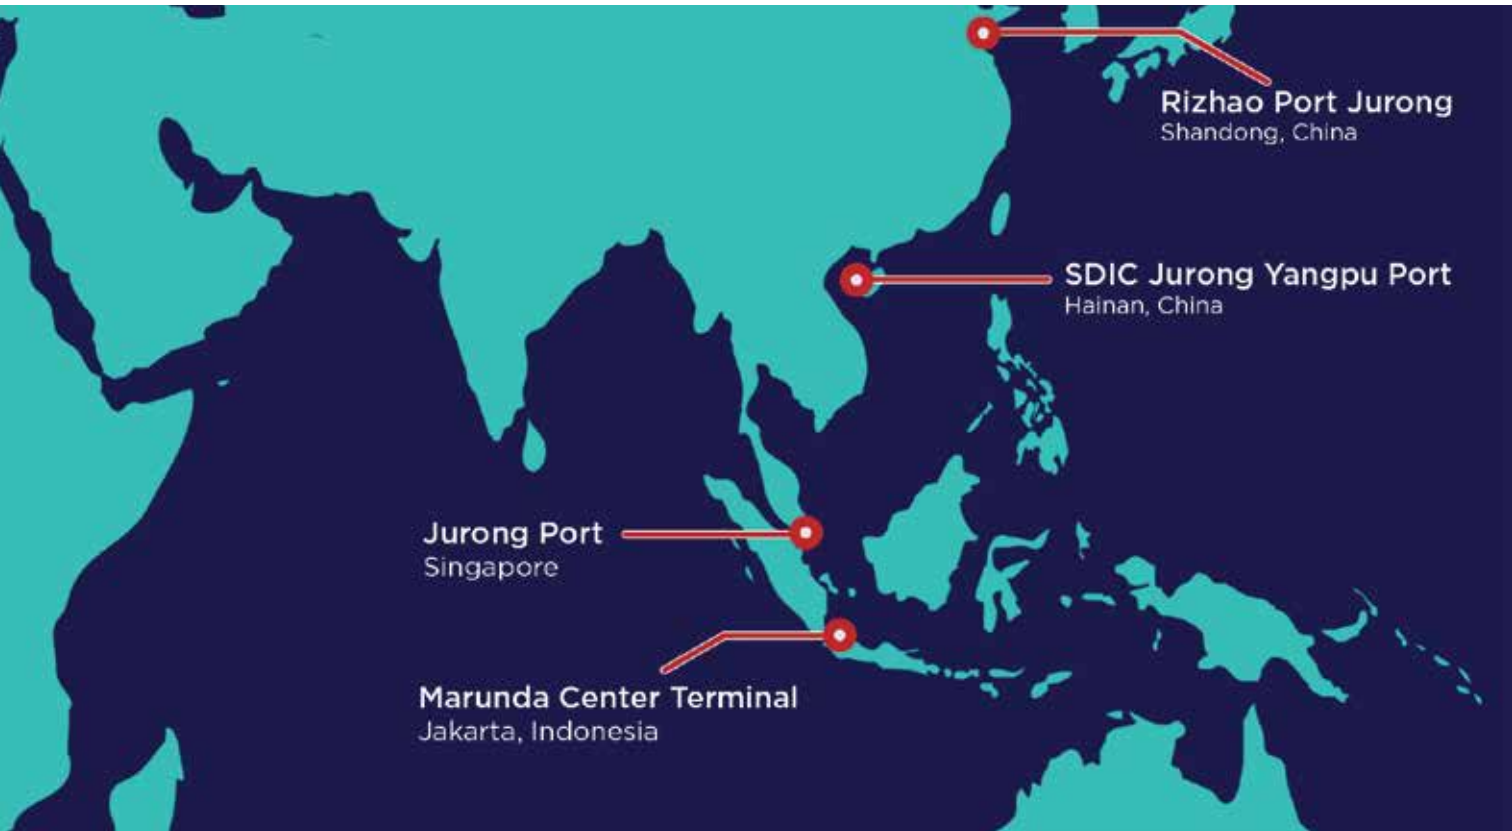 Rizhao Port Jurong
Shandong, China
SDIC Jurong Yangpu Port
Hainan, China
Jurong Port
Singapore
Marunda Center Terminal
Jakarta, Indonesia